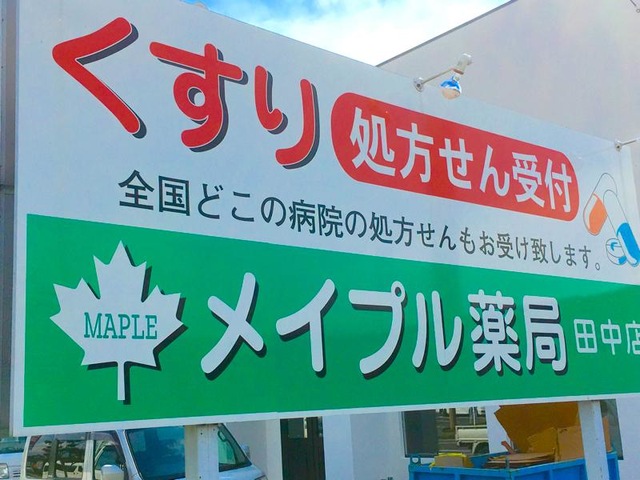 くすり 処方せん受付
全国どこの病院の処方せんもお受け致します。
MAPLE
メイプル薬局 田中店